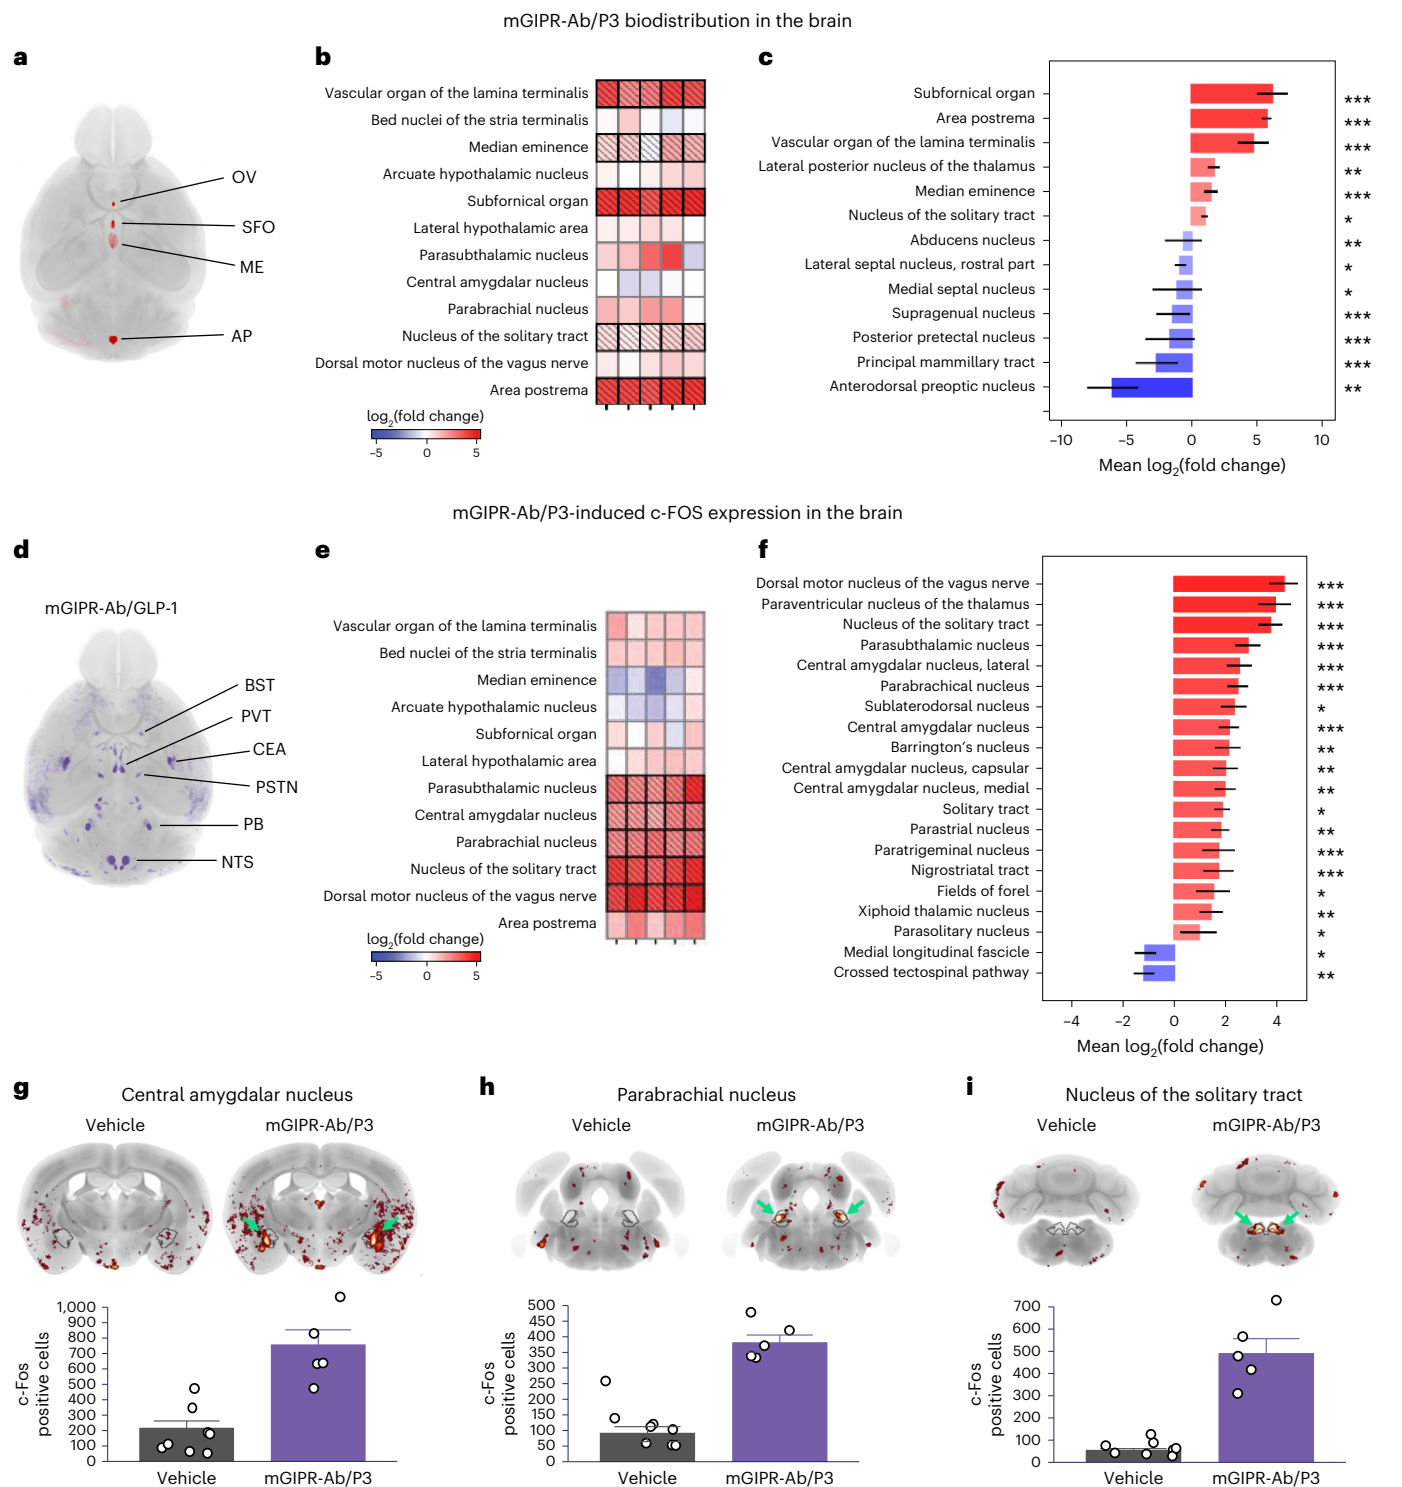 mGIPR-Ab/P3 biodistribution in the brain
a
OV
SFO
ME
AP
b
Vascular organ of the lamina terminalis
Bed nuclei of the stria terminalis
Median eminence
Arcuate hypothalamic nucleus
Subfornical organ
Lateral hypothalamic area
Parasubthalamic nucleus
Central amygdalar nucleus
Parabrachial nucleus
Nucleus of the solitary tract
Dorsal motor nucleus of the vagus nerve
Area postrema
log2(fold change)
−5 0 5
c
Subfornical organ ***
Area postrema ***
Vascular organ of the lamina terminalis ***
Lateral posterior nucleus of the thalamus **
Median eminence ***
Nucleus of the solitary tract *
Abducens nucleus **
Lateral septal nucleus, rostral part *
Medial septal nucleus *
Supragenual nucleus ***
Posterior pretectal nucleus ***
Principal mammillary tract ***
Anterodorsal preoptic nucleus **
−10 −5 0 5 10
Mean log2(fold change)
mGIPR-Ab/P3-induced c-FOS expression in the brain
d
mGIPR-Ab/GLP-1
BST
PVT
CEA
PSTN
PB
NTS
e
Vascular organ of the lamina terminalis
Bed nuclei of the stria terminalis
Median eminence
Arcuate hypothalamic nucleus
Subfornical organ
Lateral hypothalamic area
Parasubthalamic nucleus
Central amygdalar nucleus
Parabrachial nucleus
Nucleus of the solitary tract
Dorsal motor nucleus of the vagus nerve
Area postrema
log2(fold change)
−5 0 5
f
Dorsal motor nucleus of the vagus nerve ***
Paraventricular nucleus of the thalamus ***
Nucleus of the solitary tract ***
Parasubthalamic nucleus ***
Central amygdalar nucleus, lateral ***
Parabrachical nucleus ***
Sublaterodorsal nucleus *
Central amygdalar nucleus ***
Barrington's nucleus **
Central amygdalar nucleus, capsular **
Central amygdalar nucleus, medial **
Solitary tract *
Parastrial nucleus **
Paratrigeminal nucleus ***
Nigrostriatal tract ***
Fields of forel *
Xiphoid thalamic nucleus **
Parasolitary nucleus *
Medial longitudinal fascicle *
Crossed tectospinal pathway **
−4 −2 0 2 4
Mean log2(fold change)
g
Central amygdalar nucleus
Vehicle mGIPR-Ab/P3
c-Fos
positive cells
1,000
900
800
700
600
500
400
300
200
100
0
Vehicle mGIPR-Ab/P3
h
Parabrachial nucleus
Vehicle mGIPR-Ab/P3
c-Fos
positive cells
500
450
400
350
300
250
200
150
100
50
0
Vehicle mGIPR-Ab/P3
i
Nucleus of the solitary tract
Vehicle mGIPR-Ab/P3
c-Fos
positive cells
700
600
500
400
300
200
100
0
Vehicle mGIPR-Ab/P3